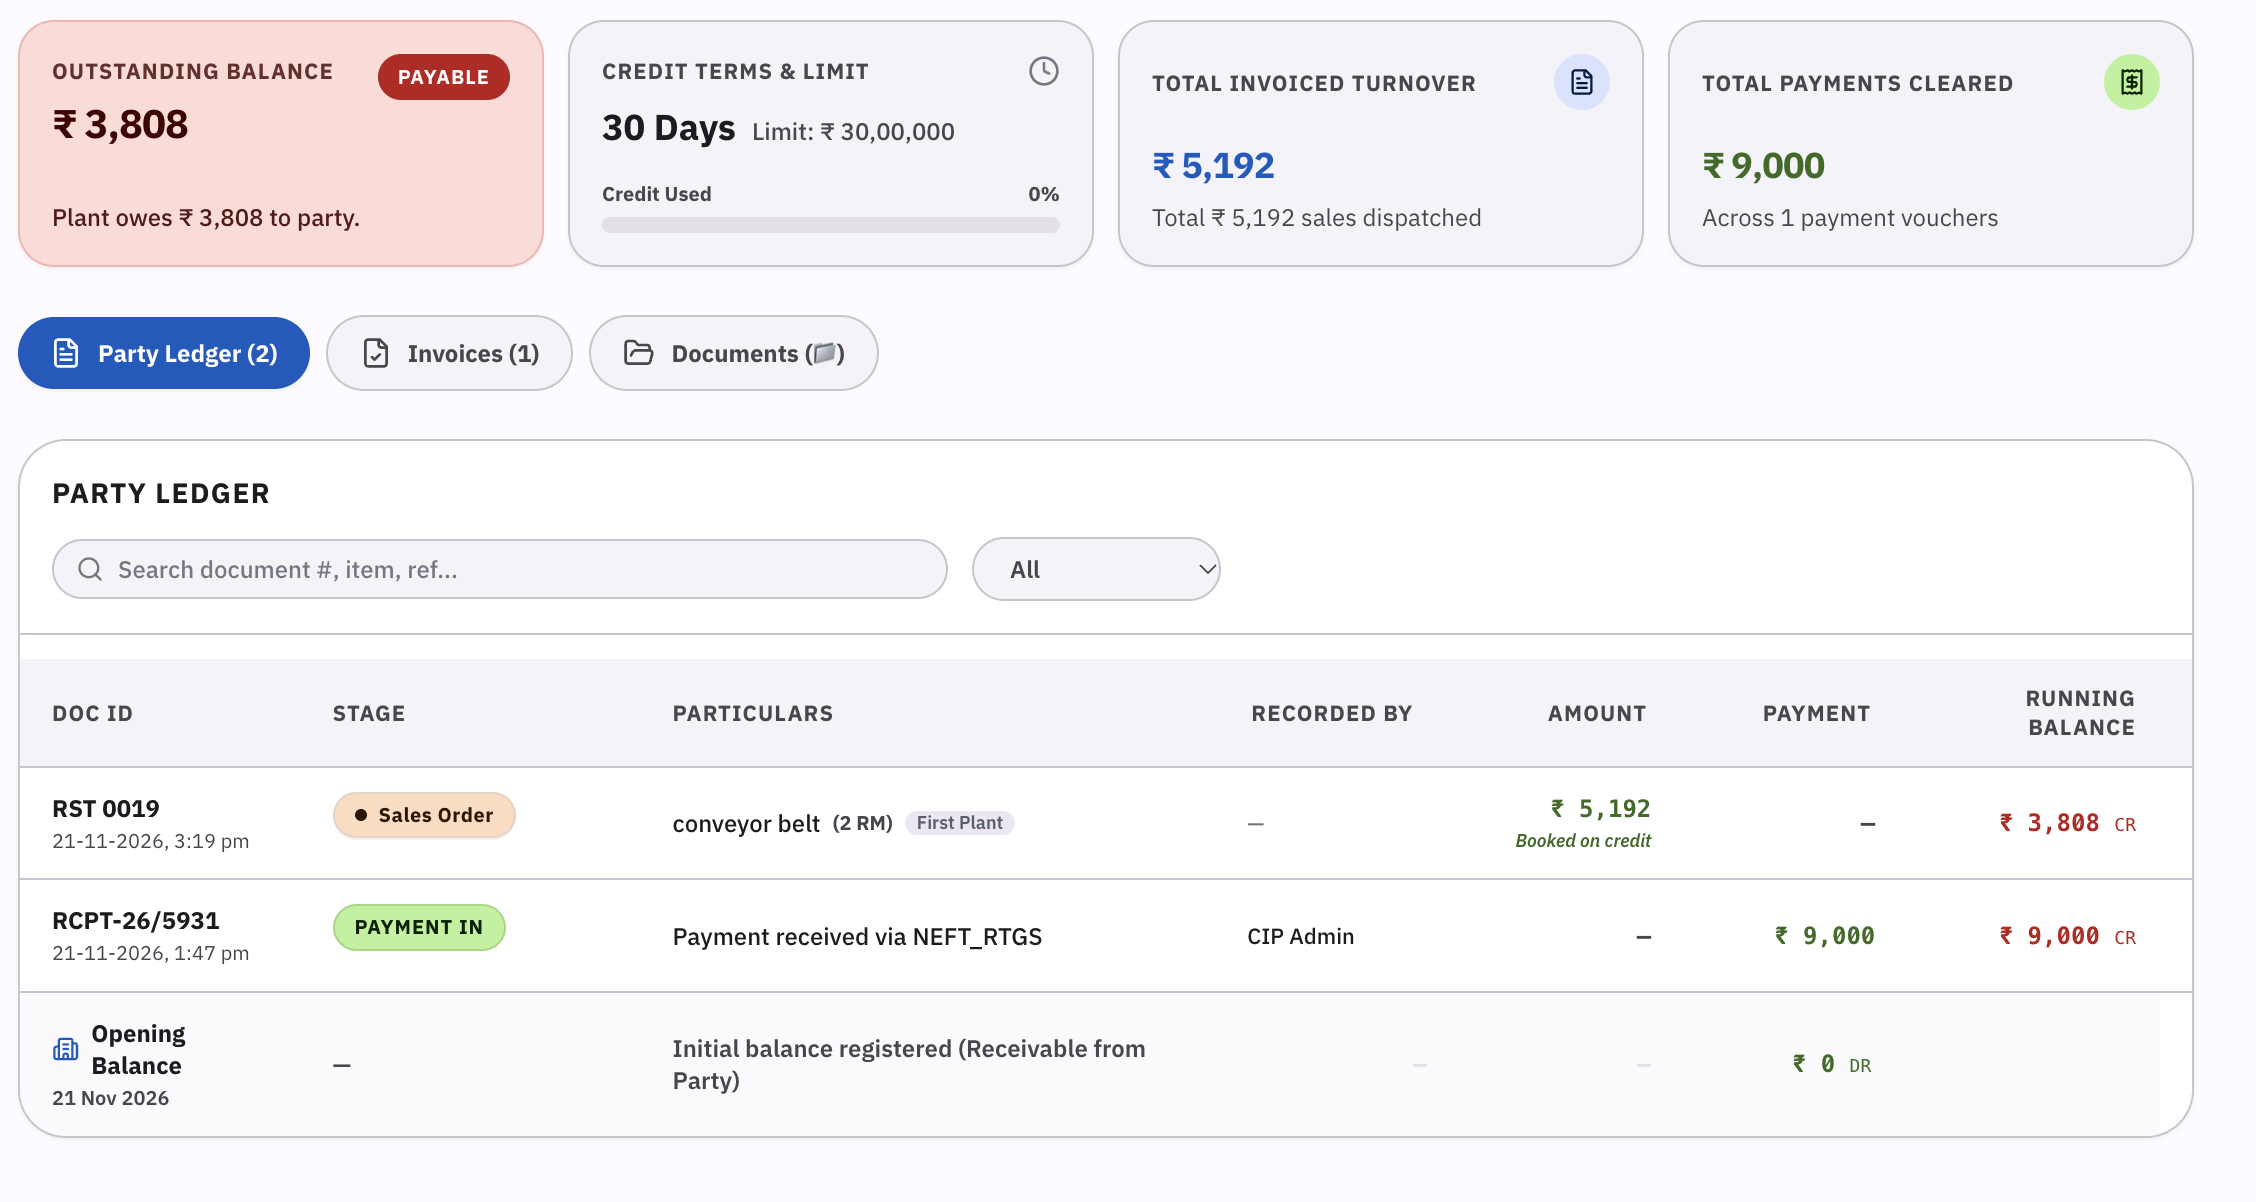 OUTSTANDING BALANCE
PAYABLE
₹ 3,808
Plant owes ₹ 3,808 to party.
CREDIT TERMS & LIMIT
30 Days Limit: ₹ 30,00,000
Credit Used 0%
TOTAL INVOICED TURNOVER
₹ 5,192
Total ₹ 5,192 sales dispatched
TOTAL PAYMENTS CLEARED
₹ 9,000
Across 1 payment vouchers
Party Ledger (2)
Invoices (1)
Documents (📁)
PARTY LEDGER
Search document #, item, ref...
All
DOC ID STAGE PARTICULARS RECORDED BY AMOUNT PAYMENT RUNNING
BALANCE
RST 0019
21-11-2026, 3:19 pm
Sales Order
conveyor belt (2 RM) First Plant
–
₹ 5,192
Booked on credit
–
₹ 3,808 CR
RCPT-26/5931
21-11-2026, 1:47 pm
PAYMENT IN
Payment received via NEFT_RTGS
CIP Admin
–
₹ 9,000
₹ 9,000 CR
Opening
Balance
21 Nov 2026
–
Initial balance registered (Receivable from
Party)
–
–
₹ 0 DR